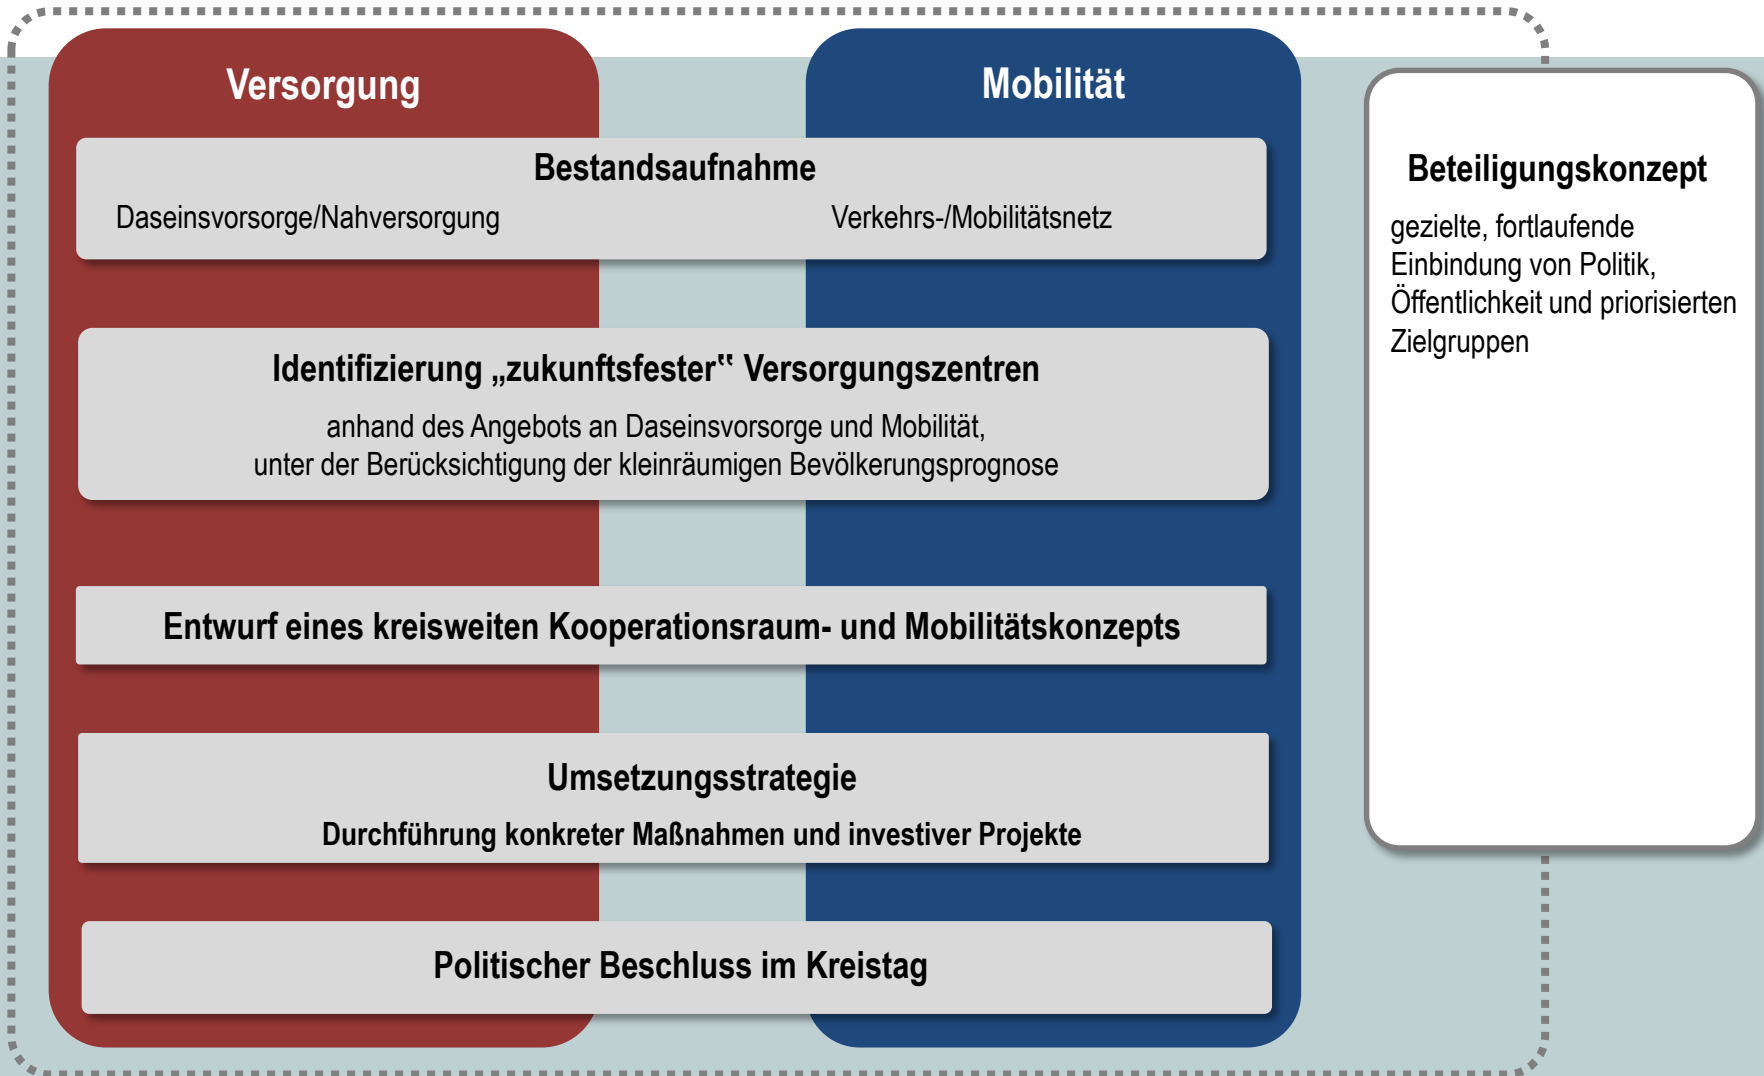 Versorgung
Mobilität
Bestandsaufnahme
Daseinsvorsorge/Nahversorgung
Verkehrs-/Mobilitätsnetz
Identifizierung „zukunftsfester“ Versorgungszentren
anhand des Angebots an Daseinsvorsorge und Mobilität,
unter der Berücksichtigung der kleinräumigen Bevölkerungsprognose
Entwurf eines kreisweiten Kooperationsraum- und Mobilitätskonzepts
Umsetzungsstrategie
Durchführung konkreter Maßnahmen und investiver Projekte
Politischer Beschluss im Kreistag
Beteiligungskonzept
gezielte, fortlaufende
Einbindung von Politik,
Öffentlichkeit und priorisierten
Zielgruppen